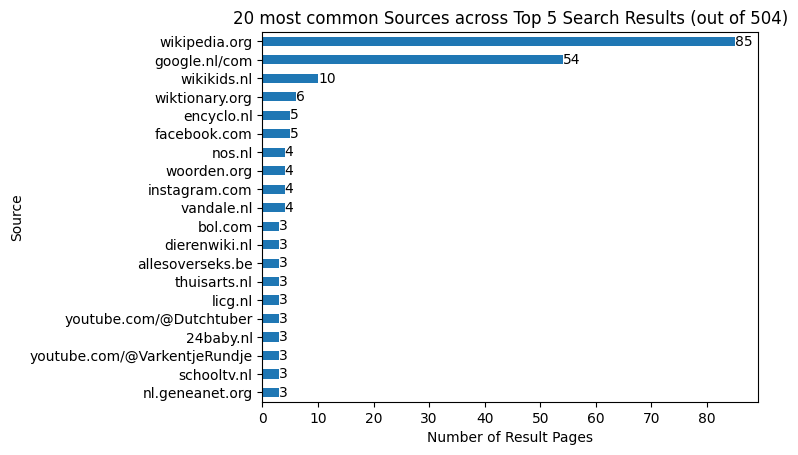 20 most common Sources across Top 5 Search Results (out of 504)
wikipedia.org 85
google.nl/com 54
wikikids.nl 10
wiktionary.org 6
encyclo.nl 5
facebook.com 5
nos.nl 4
woorden.org 4
instagram.com 4
vandale.nl 4
bol.com 3
dierenwiki.nl 3
allesoverseks.be 3
thuisarts.nl 3
licg.nl 3
youtube.com/@Dutchtuber 3
24baby.nl 3
youtube.com/@VarkentjeRundje 3
schooltv.nl 3
nl.geneanet.org 3
Source
0 10 20 30 40 50 60 70 80
Number of Result Pages